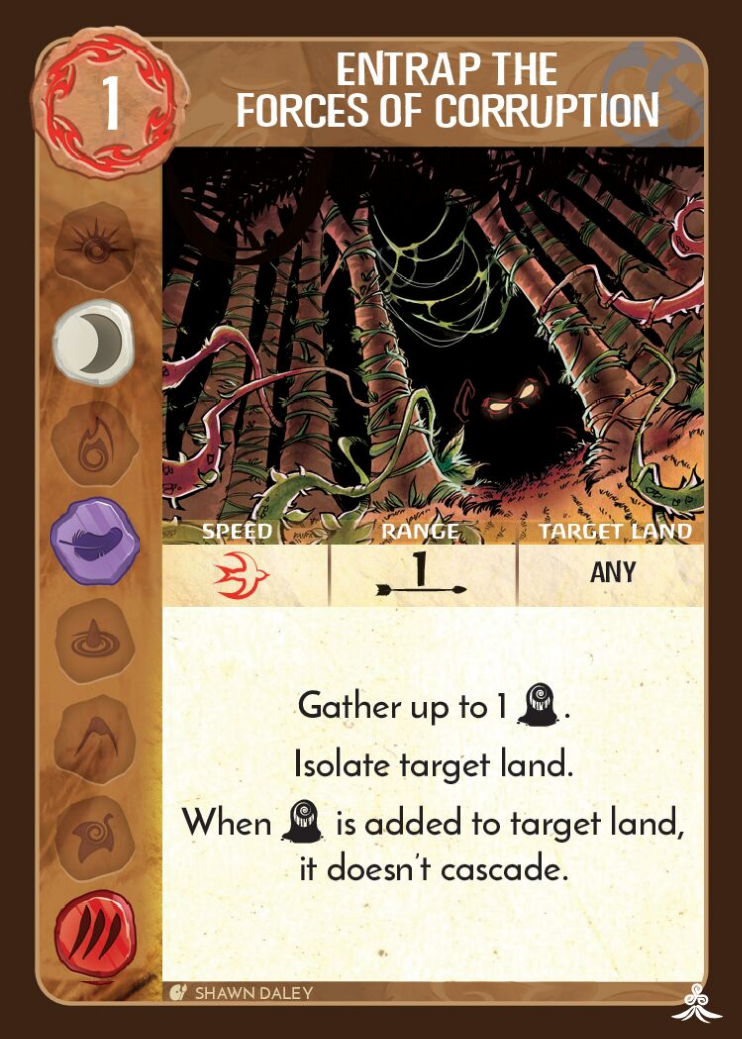 1
ENTRAP THE
FORCES OF CORRUPTION
SPEED RANGE TARGET LAND
1 ANY
Gather up to 1 .
Isolate target land.
When is added to target land,
it doesn't cascade.
SHAWN DALEY